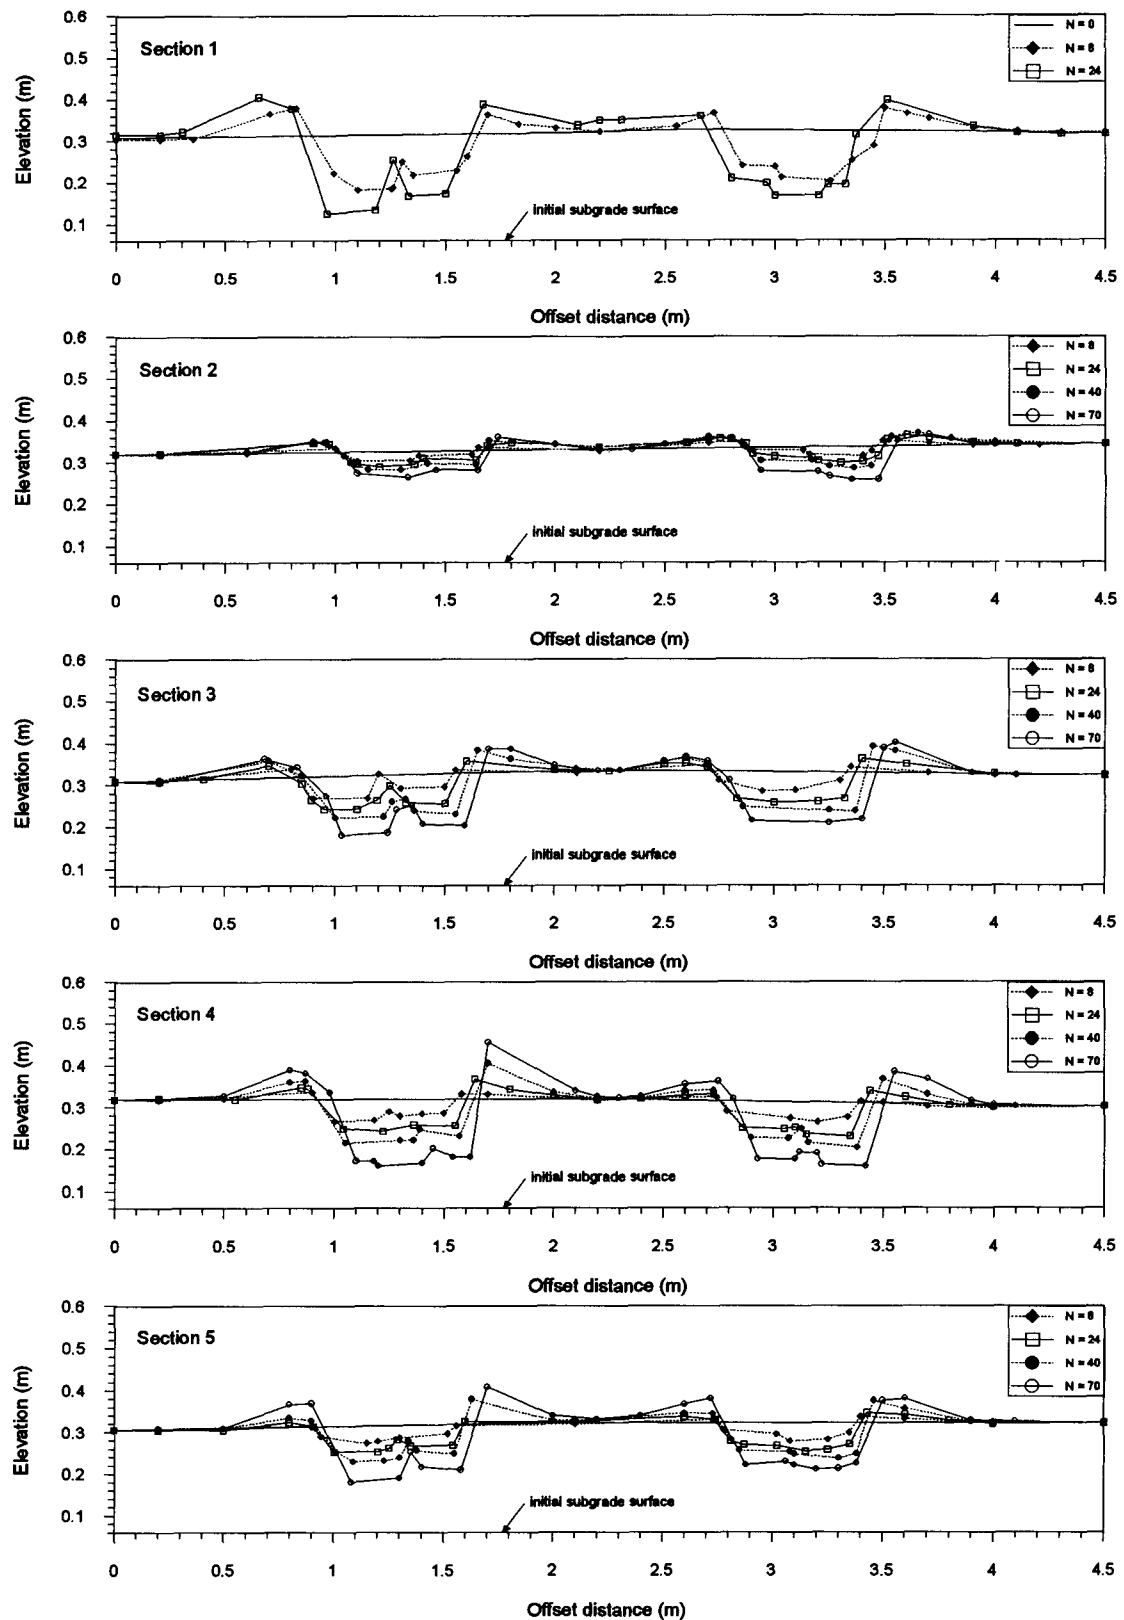 0.6
Section 1
N = 0
0.5
N = 8
N = 24
0.4
Elevation (m)
0.3
0.2
0.1
initial subgrade surface
0 0.5 1 1.5 2 2.5 3 3.5 4 4.5
Offset distance (m)
0.6
N = 8
Section 2
N = 24
0.5
N = 40
N = 70
0.4
Elevation (m)
0.3
0.2
0.1
initial subgrade surface
0 0.5 1 1.5 2 2.5 3 3.5 4 4.5
Offset distance (m)
0.6
N = 8
Section 3
N = 24
0.5
N = 40
N = 70
0.4
Elevation (m)
0.3
0.2
0.1
initial subgrade surface
0 0.5 1 1.5 2 2.5 3 3.5 4 4.5
Offset distance (m)
0.6
N = 8
Section 4
N = 24
0.5
N = 40
N = 70
0.4
Elevation (m)
0.3
0.2
0.1
initial subgrade surface
0 0.5 1 1.5 2 2.5 3 3.5 4 4.5
Offset distance (m)
0.6
N = 8
Section 5
N = 24
0.5
N = 40
N = 70
0.4
Elevation (m)
0.3
0.2
0.1
initial subgrade surface
0 0.5 1 1.5 2 2.5 3 3.5 4 4.5
Offset distance (m)